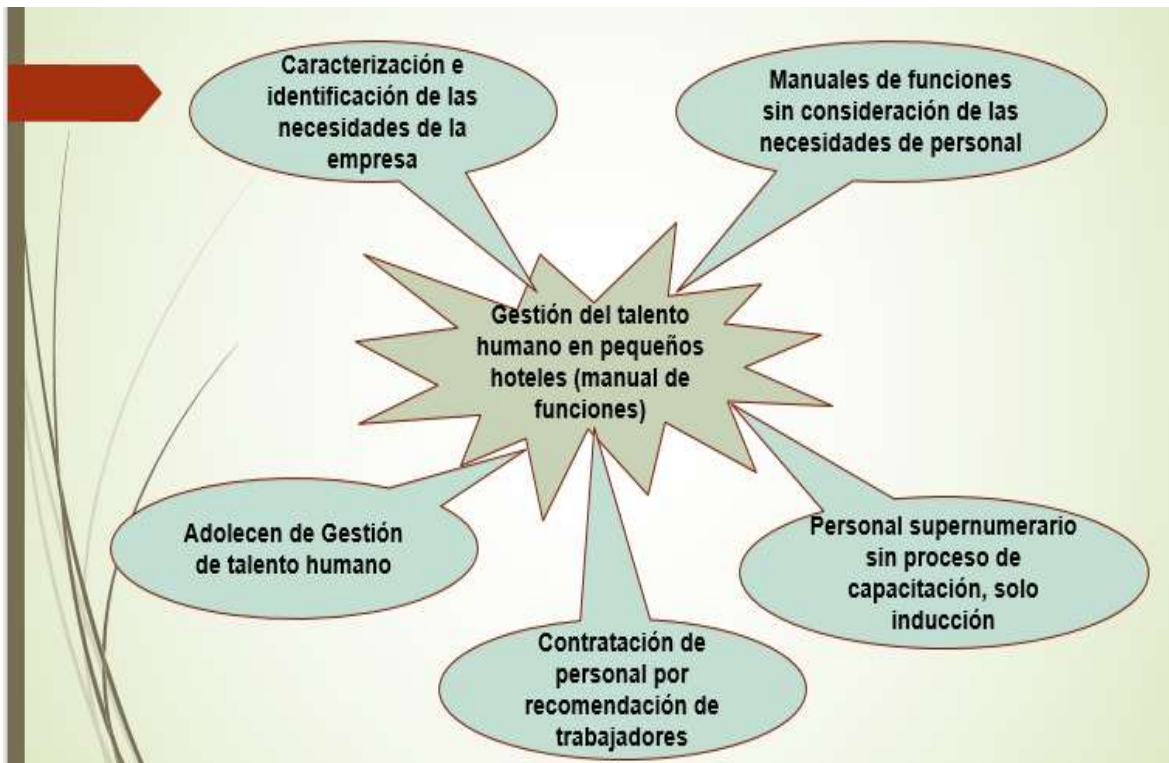 Caracterización e
identificación de las
necesidades de la
empresa
Manuales de funciones
sin consideración de las
necesidades de personal
Gestión del talento
humano en pequeños
hoteles (manual de
funciones)
Adolecen de Gestión
de talento humano
Personal supernumerario
sin proceso de
capacitación, solo
inducción
Contratación de
personal por
recomendación de
trabajadores